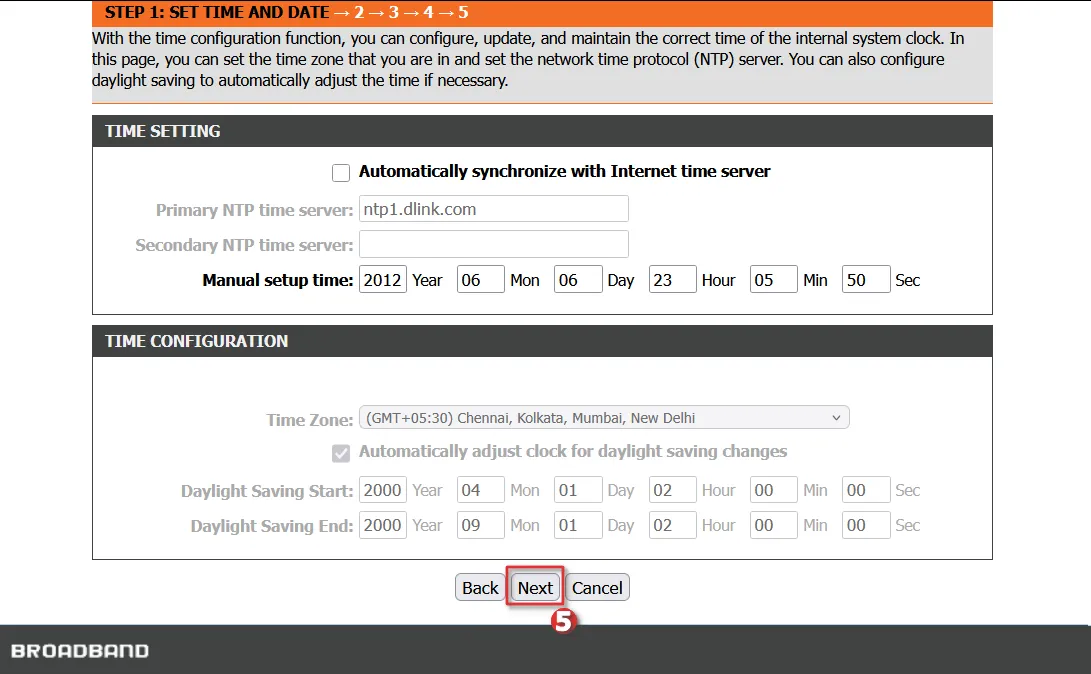 STEP 1: SET TIME AND DATE → 2 → 3 → 4 → 5
With the time configuration function, you can configure, update, and maintain the correct time of the internal system clock. In
this page, you can set the time zone that you are in and set the network time protocol (NTP) server. You can also configure
daylight saving to automatically adjust the time if necessary.
TIME SETTING
Automatically synchronize with Internet time server
Primary NTP time server: ntp1.dlink.com
Secondary NTP time server:
Manual setup time: 2012 Year 06 Mon 06 Day 23 Hour 05 Min 50 Sec
TIME CONFIGURATION
Time Zone: (GMT+05:30) Chennai, Kolkata, Mumbai, New Delhi
Automatically adjust clock for daylight saving changes
Daylight Saving Start: 2000 Year 04 Mon 01 Day 02 Hour 00 Min 00 Sec
Daylight Saving End: 2000 Year 09 Mon 01 Day 02 Hour 00 Min 00 Sec
Back Next Cancel
5
BROADBAND